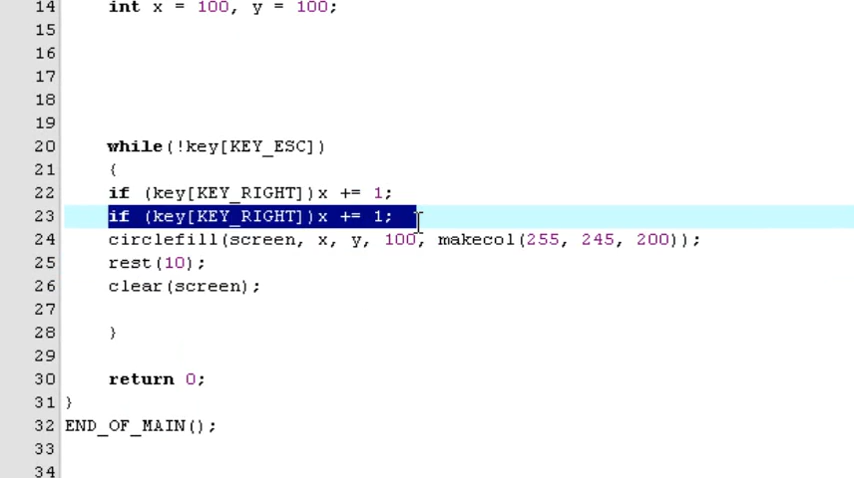 14 int x = 100, y = 100;
15
16
17
18
19
20 while(!key[KEY_ESC])
21 {
22 if (key[KEY_RIGHT])x += 1;
23 if (key[KEY_RIGHT])x += 1;
24 circlefill(screen, x, y, 100, makecol(255, 245, 200));
25 rest(10);
26 clear(screen);
27
28 }
29
30 return 0;
31 }
32 END_OF_MAIN();
33
34